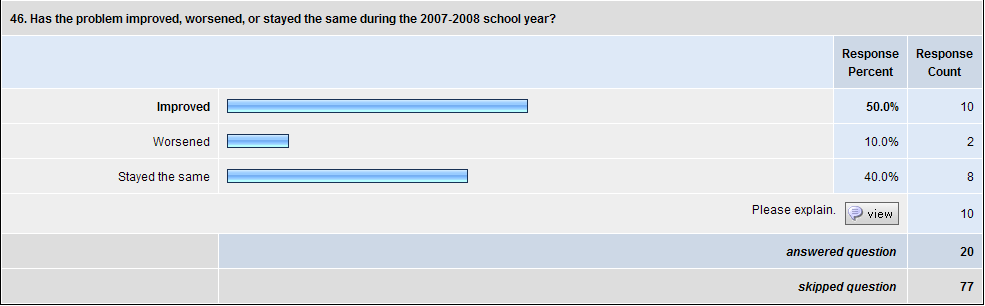 46. Has the problem improved, worsened, or stayed the same during the 2007-2008 school year?
Response Percent Response Count
Improved 50.0% 10
Worsened 10.0% 2
Stayed the same 40.0% 8
Please explain. view 10
answered question 20
skipped question 77